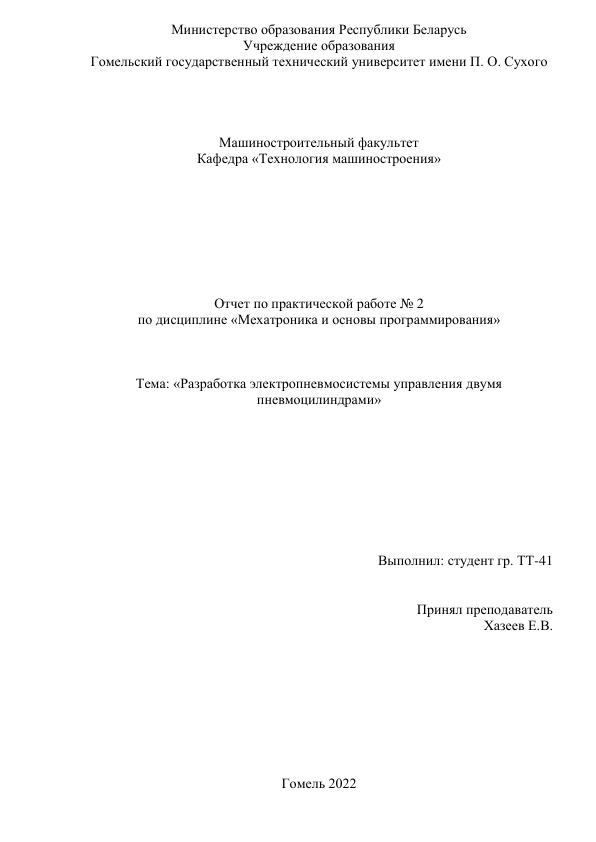 Министерство образования Республики Беларусь
Учреждение образования
Гомельский государственный технический университет имени П. О. Сухого
Машиностроительный факультет
Кафедра «Технология машиностроения»
Отчет по практической работе № 2
по дисциплине «Мехатроника и основы программирования»
Тема: «Разработка электропневмосистемы управления двумя
пневмоцилиндрами»
Выполнил: студент гр. ТТ-41
Принял преподаватель
Хазеев Е.В.
Гомель 2022